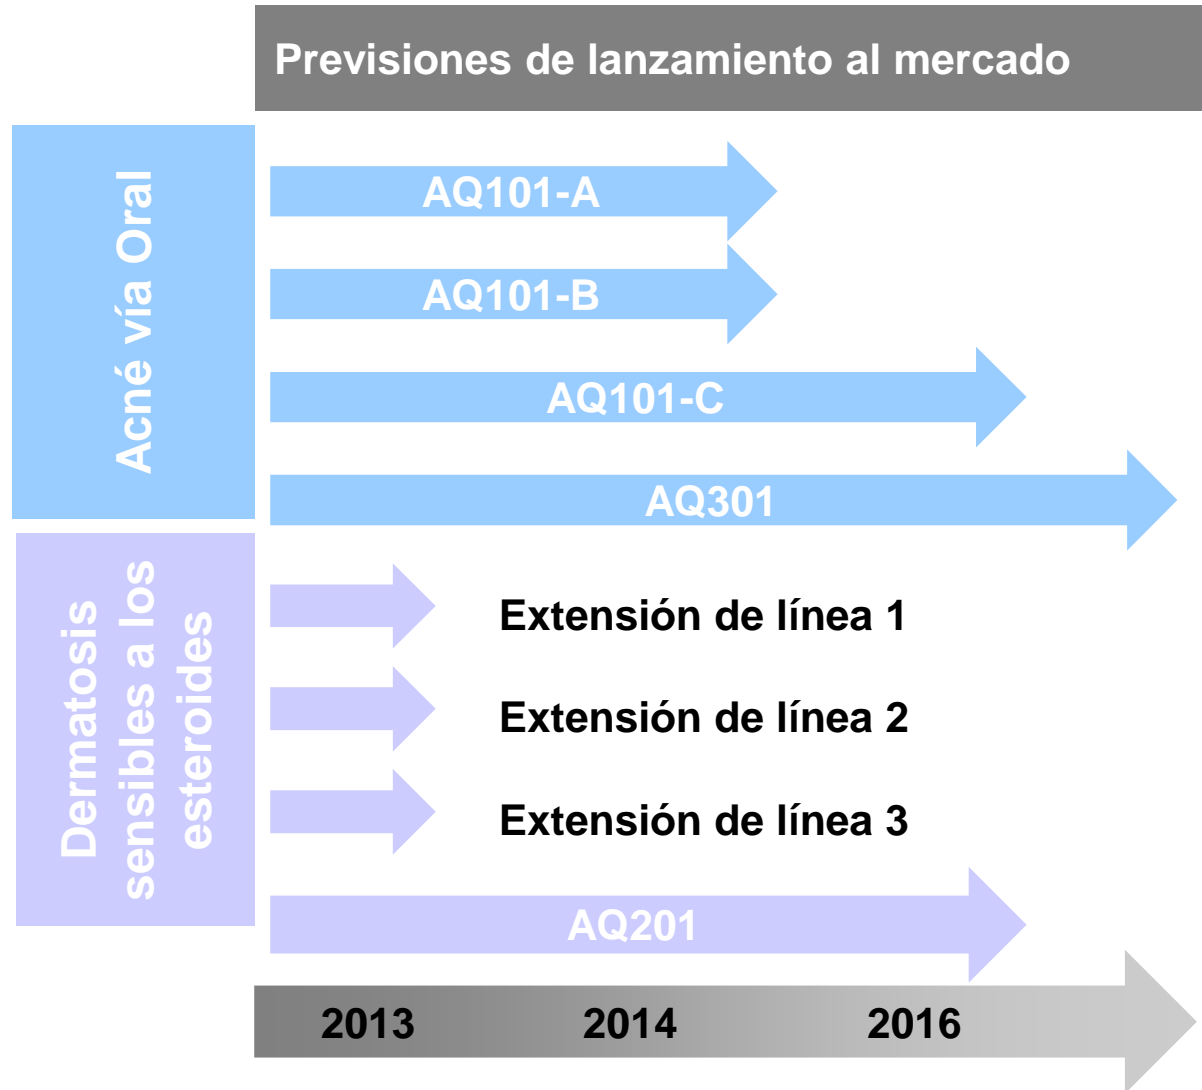 Previsiones de lanzamiento al mercado
Acné vía Oral
AQ101-A
AQ101-B
AQ101-C
AQ301
Dermatosis
sensibles a los
esteroides
Extensión de línea 1
Extensión de línea 2
Extensión de línea 3
AQ201
2013 2014 2016